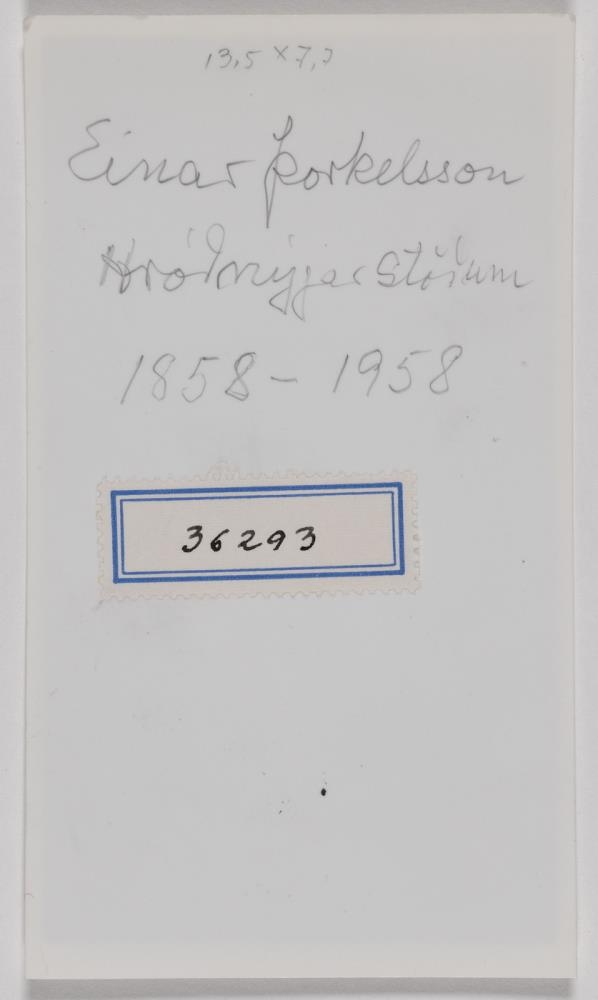 13,5 x 7,7
Einar Þorkelsson
Hróðnýjarstöðum
1858 - 1958
36293